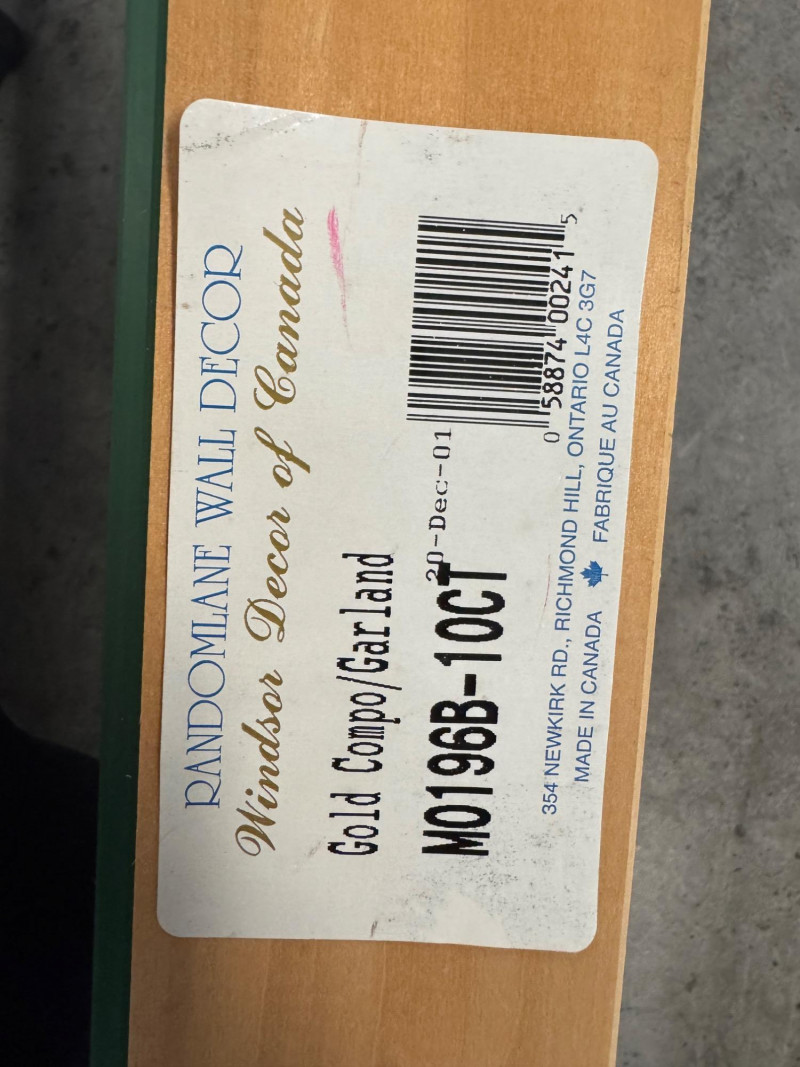 RANDOMLANE WALL DECOR
Windsor Decor of Canada
Gold Compo/Garland
20-Dec-01
M0196B-10CT
0 58874 00241 5
354 NEWKIRK RD., RICHMOND HILL, ONTARIO L4C 3G7
MADE IN CANADA FABRIQUE AU CANADA